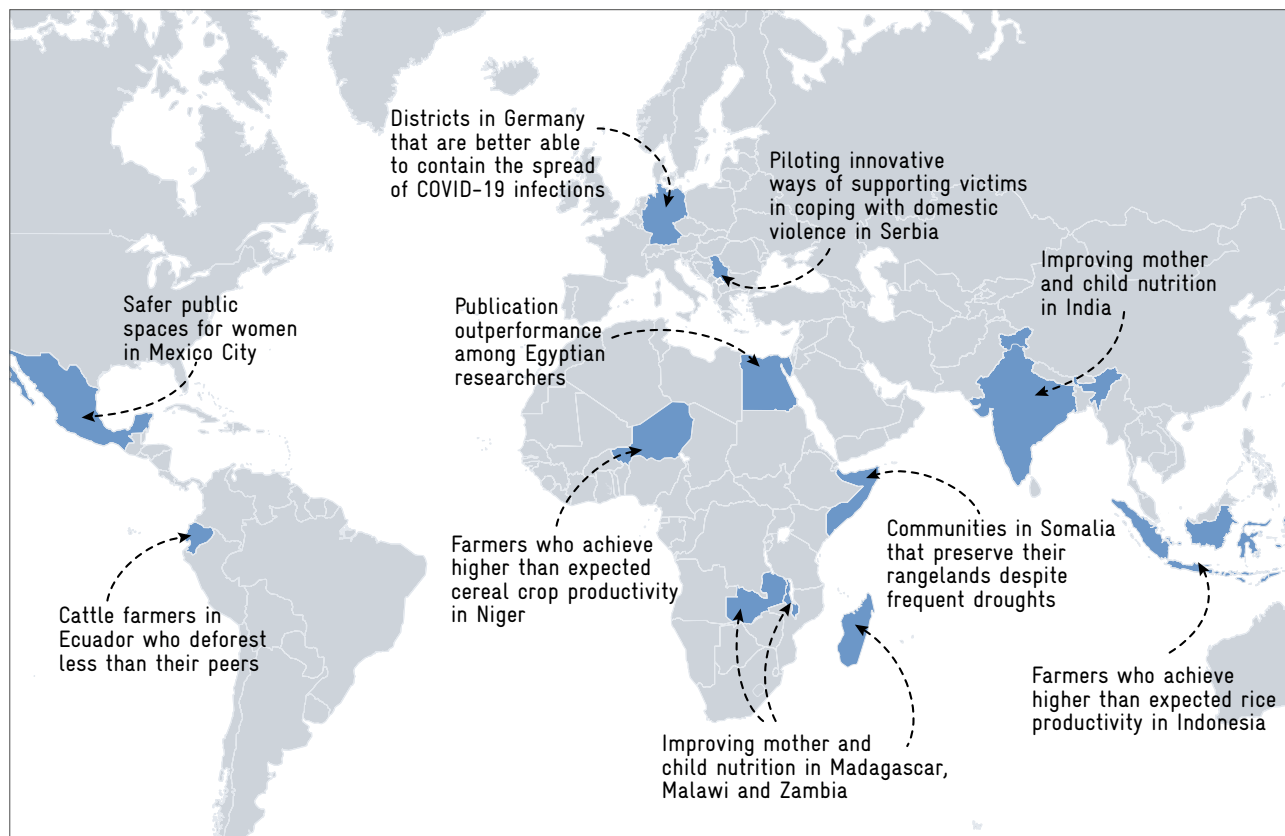 Districts in Germany
that are better able
to contain the spread
of COVID-19 infections
Piloting innovative
ways of supporting victims
in coping with domestic
violence in Serbia
Improving mother
and child nutrition
in India
Safer public
spaces for women
in Mexico City
Publication
outperformance
among Egyptian
researchers
Farmers who achieve
higher than expected
cereal crop productivity
in Niger
Communities in Somalia
that preserve their
rangelands despite
frequent droughts
Cattle farmers in
Ecuador who deforest
less than their peers
Farmers who achieve
higher than expected rice
productivity in Indonesia
Improving mother and
child nutrition in Madagascar,
Malawi and Zambia